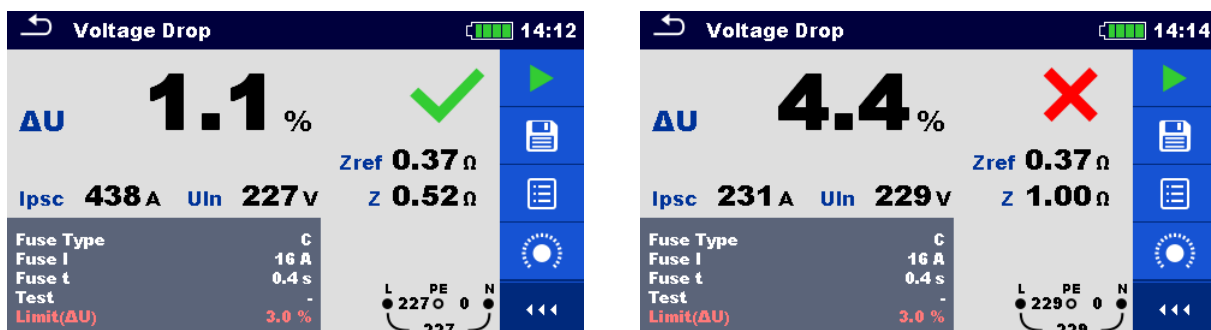 Voltage Drop 14:12
ΔU 1.1 %
Zref 0.37 Ω
Ipsc 438 A Uln 227 V Z 0.52 Ω
Fuse Type C
Fuse I 16 A
Fuse t 0.4 s
Test -
Limit(ΔU) 3.0 %
L PE N
227 0
227
Voltage Drop 14:14
ΔU 4.4 %
Zref 0.37 Ω
Ipsc 231 A Uln 229 V Z 1.00 Ω
Fuse Type C
Fuse I 16 A
Fuse t 0.4 s
Test -
Limit(ΔU) 3.0 %
L PE N
229 0
229